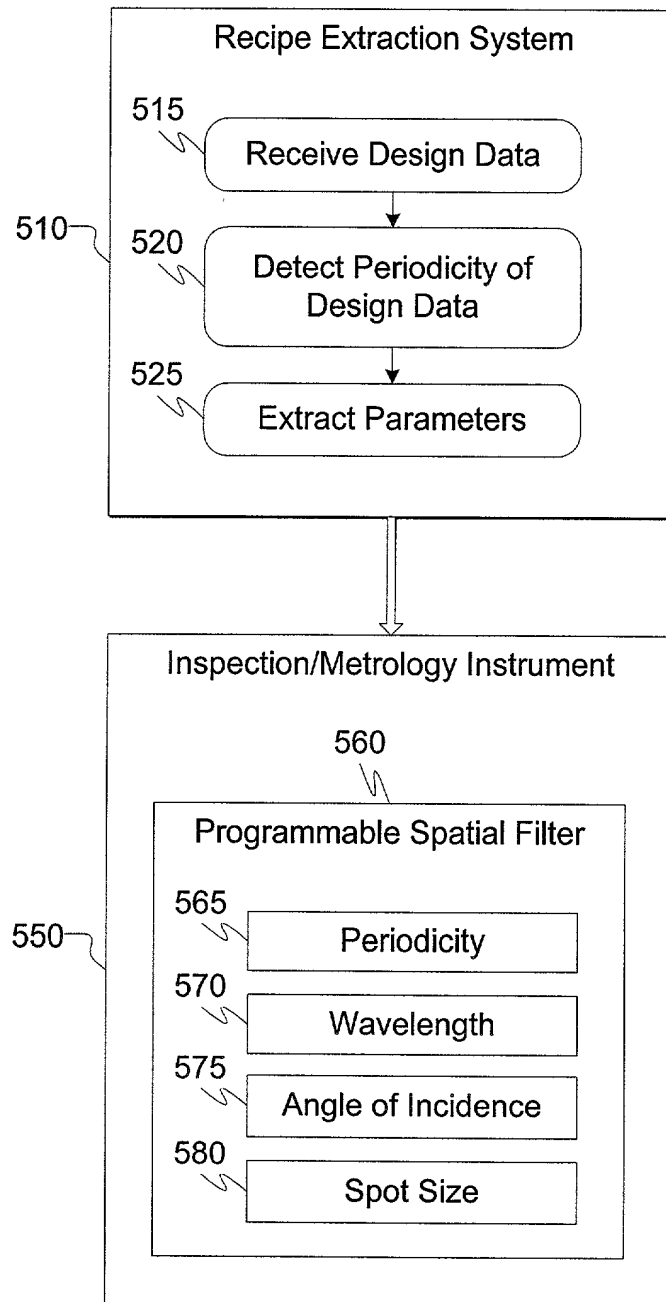 Recipe Extraction System
515
Receive Design Data
510
520
Detect Periodicity of
Design Data
525
Extract Parameters
Inspection/Metrology Instrument
560
Programmable Spatial Filter
565
Periodicity
550
570
Wavelength
575
Angle of Incidence
580
Spot Size